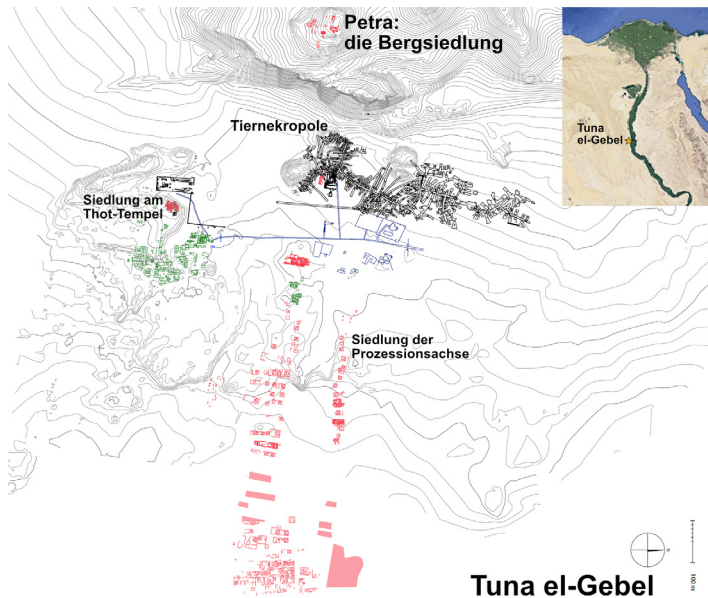 Petra:
die Bergsiedlung
Tuna
el-Gebel
Tiernekropole
Siedlung am
Thot-Tempel
Siedlung der
Prozessionsachse
100 m
Tuna el-Gebel